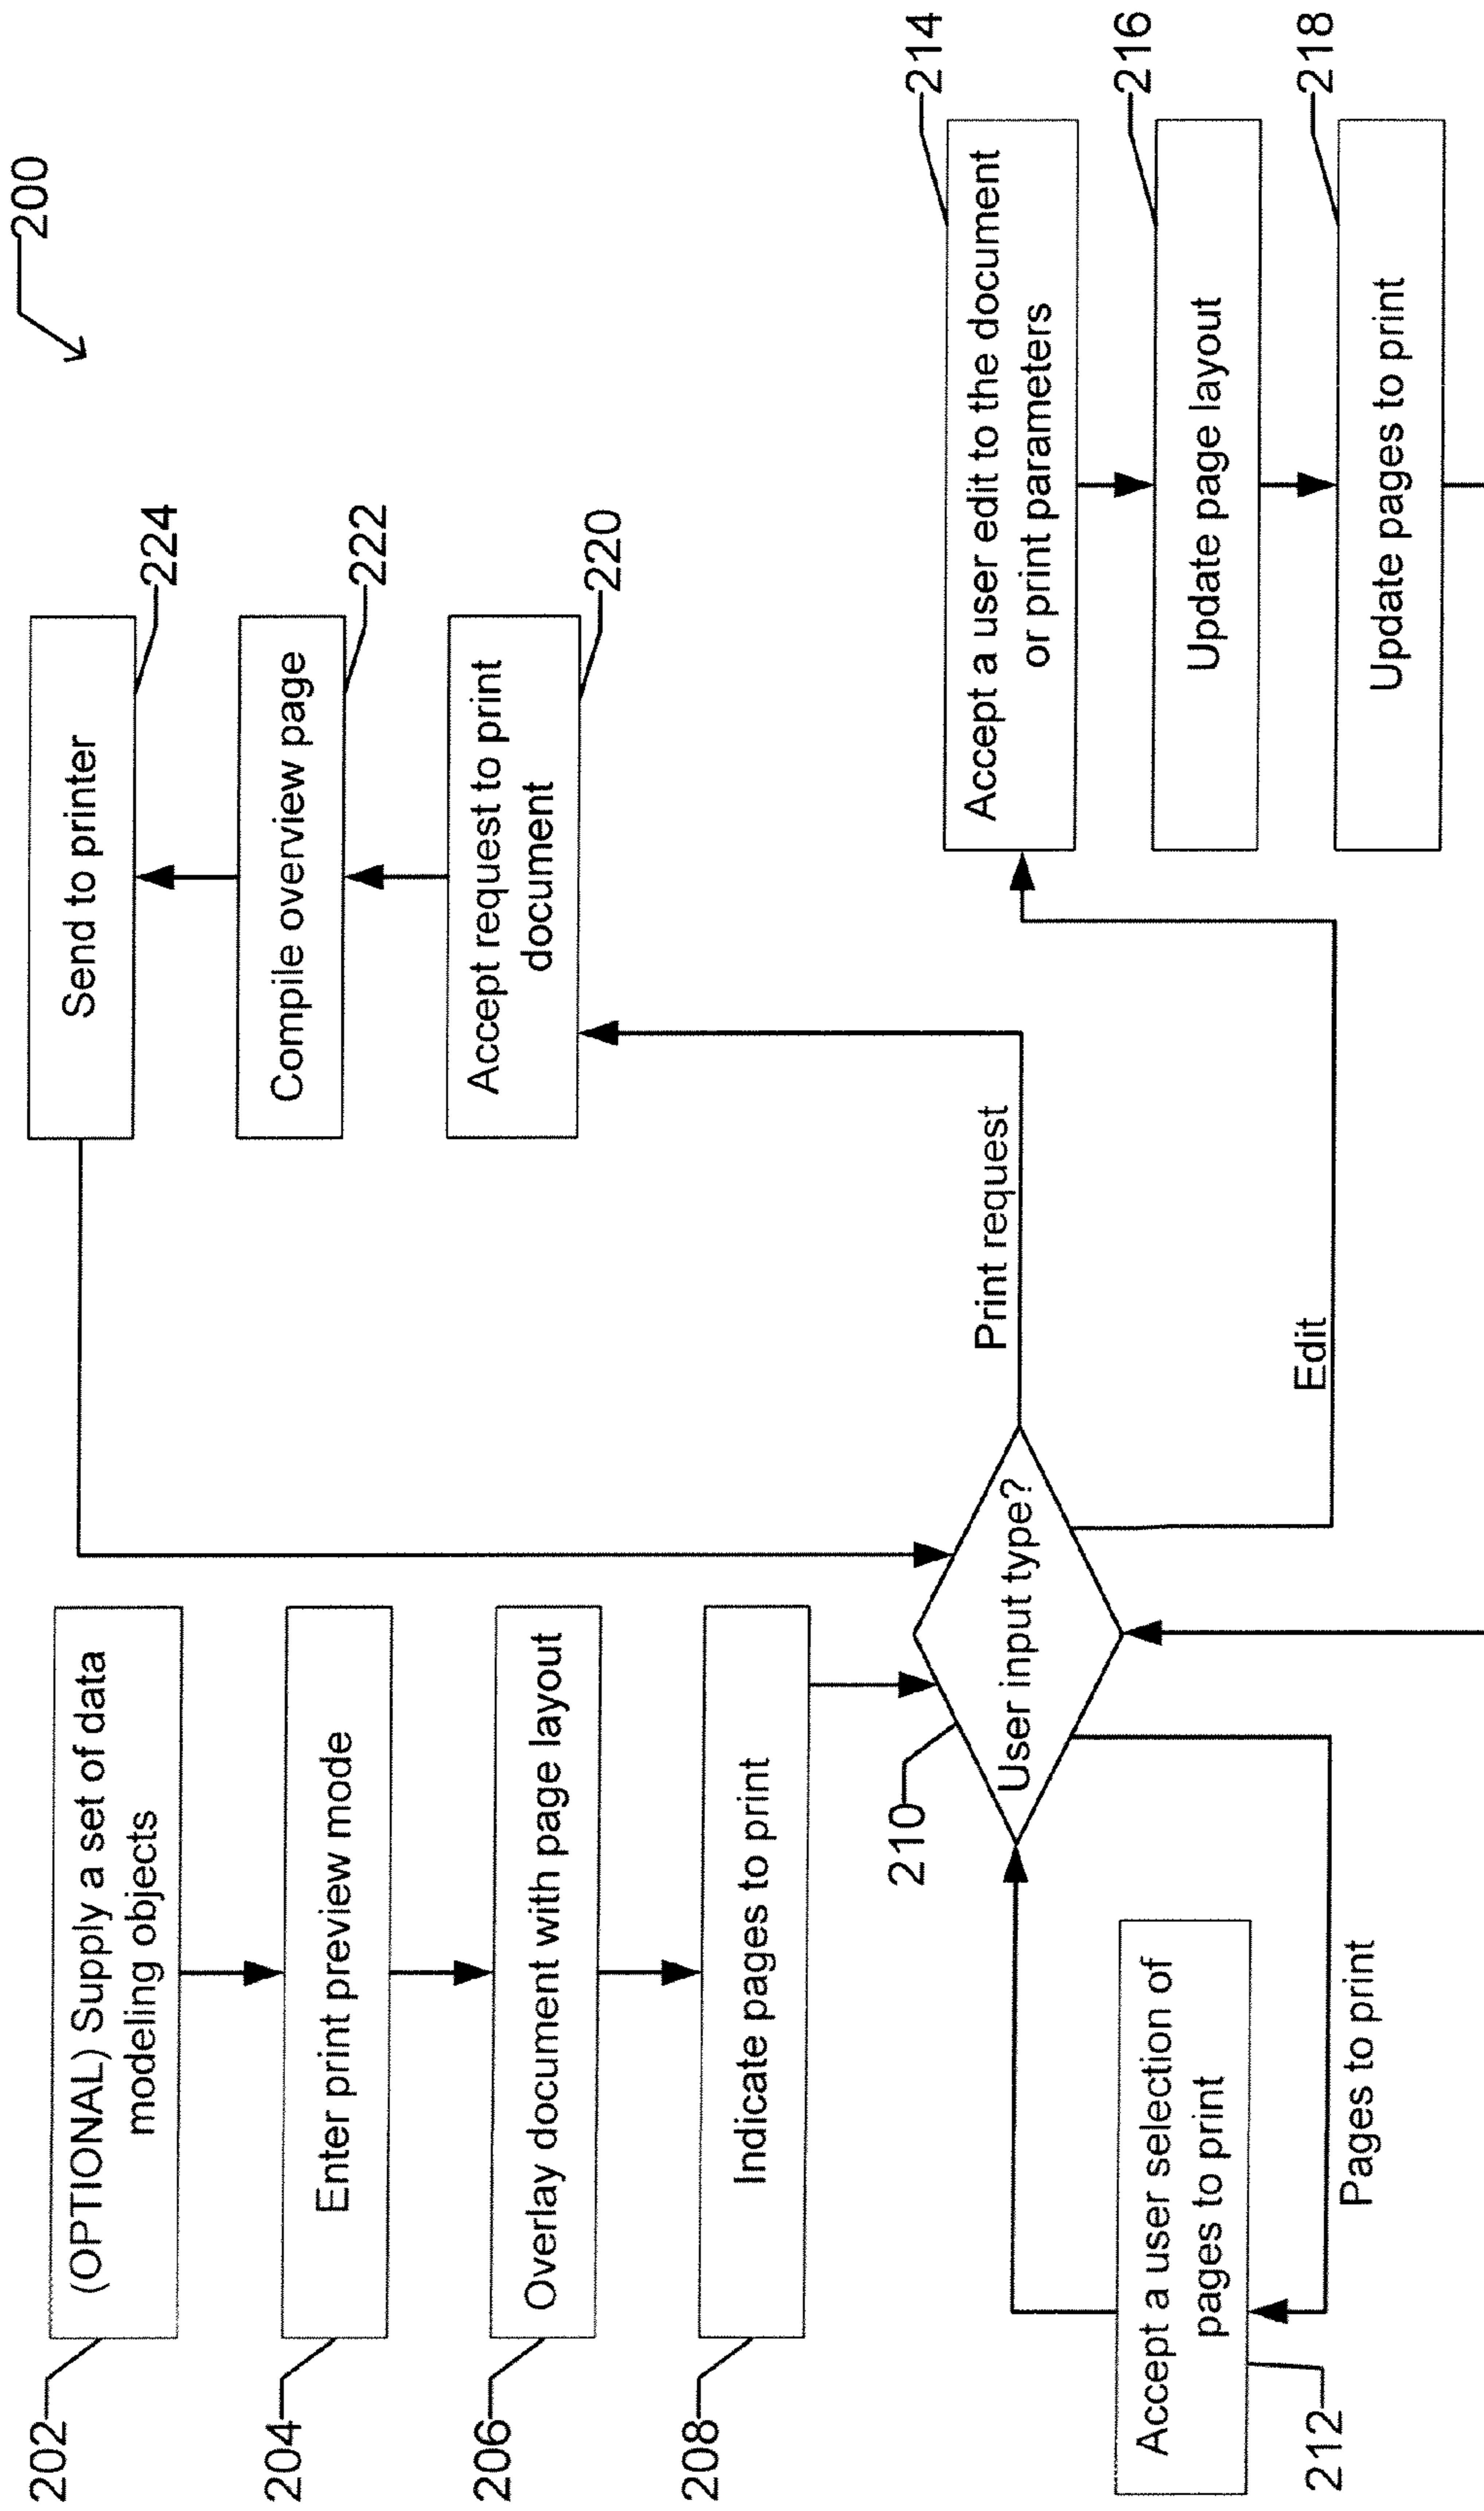 200
202
(OPTIONAL) Supply a set of data
modeling objects
204
Enter print preview mode
206
Overlay document with page layout
208
Indicate pages to print
210
User input type?
212
Accept a user selection of
pages to print
Pages to print
Print request
Edit
224
Send to printer
222
Compile overview page
220
Accept request to print
document
214
Accept a user edit to the document
or print parameters
216
Update page layout
218
Update pages to print